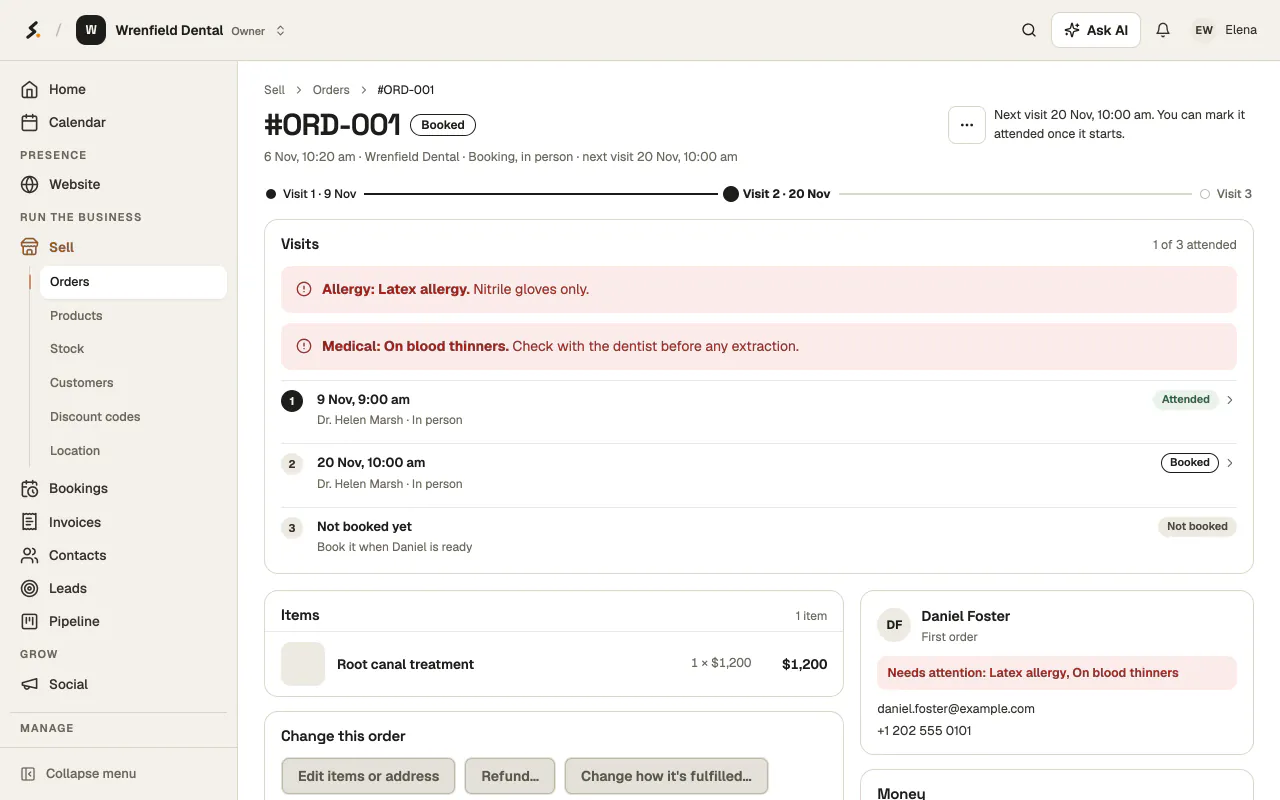 / W Wrenfield Dental Owner
Ask AI
EW Elena
Home
Calendar
PRESENCE
Website
RUN THE BUSINESS
Sell
Orders
Products
Stock
Customers
Discount codes
Location
Bookings
Invoices
Contacts
Leads
Pipeline
GROW
Social
MANAGE
Collapse menu
Sell > Orders > #ORD-001
#ORD-001 Booked
6 Nov, 10:20 am · Wrenfield Dental · Booking, in person · next visit 20 Nov, 10:00 am
Next visit 20 Nov, 10:00 am. You can mark it
attended once it starts.
Visit 1 · 9 Nov
Visit 2 · 20 Nov
Visit 3
Visits
1 of 3 attended
Allergy: Latex allergy. Nitrile gloves only.
Medical: On blood thinners. Check with the dentist before any extraction.
1 9 Nov, 9:00 am
Dr. Helen Marsh · In person
Attended
2 20 Nov, 10:00 am
Dr. Helen Marsh · In person
Booked
3 Not booked yet
Book it when Daniel is ready
Not booked
Items
1 item
Root canal treatment
1 × $1,200
$1,200
Change this order
Edit items or address
Refund...
Change how it's fulfilled...
DF Daniel Foster
First order
Needs attention: Latex allergy, On blood thinners
daniel.foster@example.com
+1 202 555 0101
Money